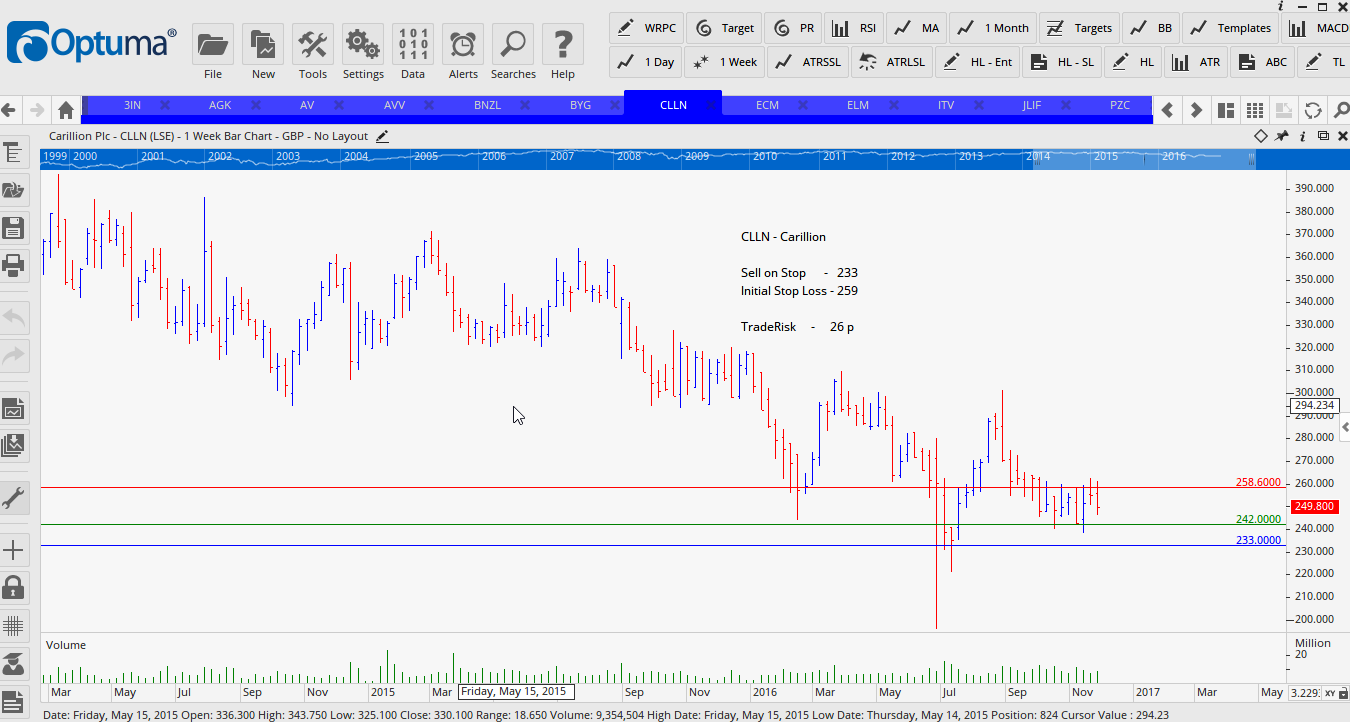 Optuma®
File New Tools Settings Data Alerts Searches Help
WRPC Target PR RSI MA 1 Month Targets BB Templates MACD
1 Day 1 Week ATRSSL ATRLSL HL - Ent HL - SL HL ATR ABC TL
3IN AGK AV AVV BNZL BYG CLLN ECM ELM ITV JLIF PZC
Carillion Plc - CLLN (LSE) - 1 Week Bar Chart - GBP - No Layout
1999 2000 2001 2002 2003 2004 2005 2006 2007 2008 2009 2010 2011 2012 2013 2014 2015 2016
CLLN - Carillion
Sell on Stop - 233
Initial Stop Loss - 259
TradeRisk - 26 p
390.000
380.000
370.000
360.000
350.000
340.000
330.000
320.000
310.000
300.000
294.234
290.000
280.000
270.000
260.000
258.6000
249.800
242.0000
240.000
233.0000
230.000
220.000
210.000
200.000
Volume
Million
20
Mar May Jul Sep Nov 2015 Mar Friday, May 15, 2015 Sep Nov 2016 Mar May Jul Sep Nov 2017 Mar May 3.229 XY
Date: Friday, May 15, 2015 Open: 336.300 High: 343.750 Low: 325.100 Close: 330.100 Range: 18.650 Volume: 9,354,504 High Date: Friday, May 15, 2015 Low Date: Thursday, May 14, 2015 Position: 824 Cursor Value : 294.23